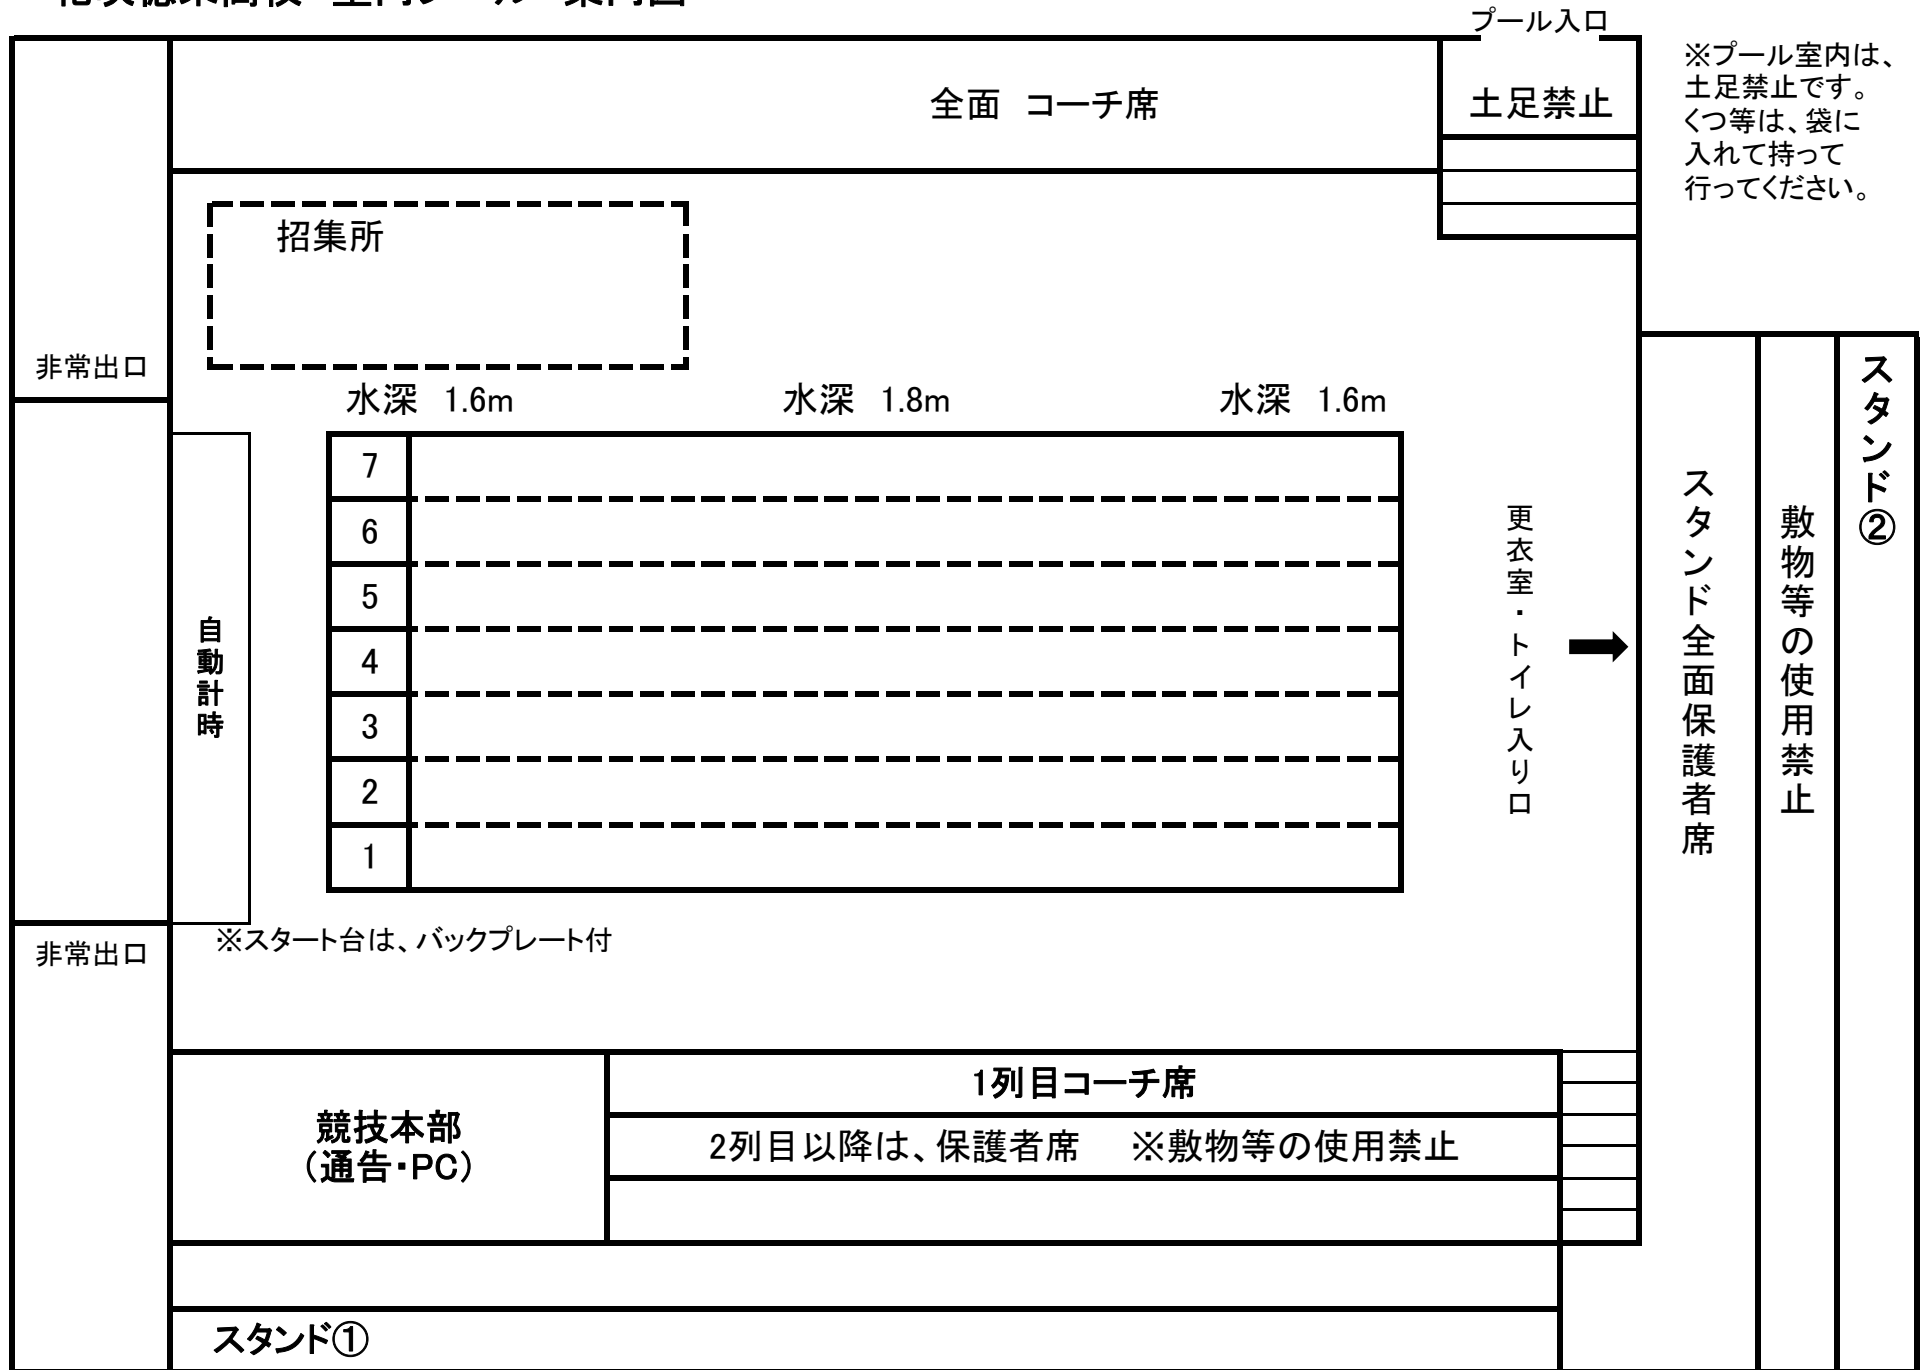 プール入口
※プール室内は、
土足禁止です。
くつ等は、袋に
入れて持って
行ってください。
全面 コーチ席
土足禁止
招集所
非常出口
水深 1.6m
水深 1.8m
水深 1.6m
スタンド②
7
6
5
4
3
2
1
自動計時
更衣室・トイレ入り口
スタンド全面保護者席
敷物等の使用禁止
※スタート台は、バックプレート付
非常出口
1列目コーチ席
競技本部
(通告・PC)
2列目以降は、保護者席 ※敷物等の使用禁止
スタンド①